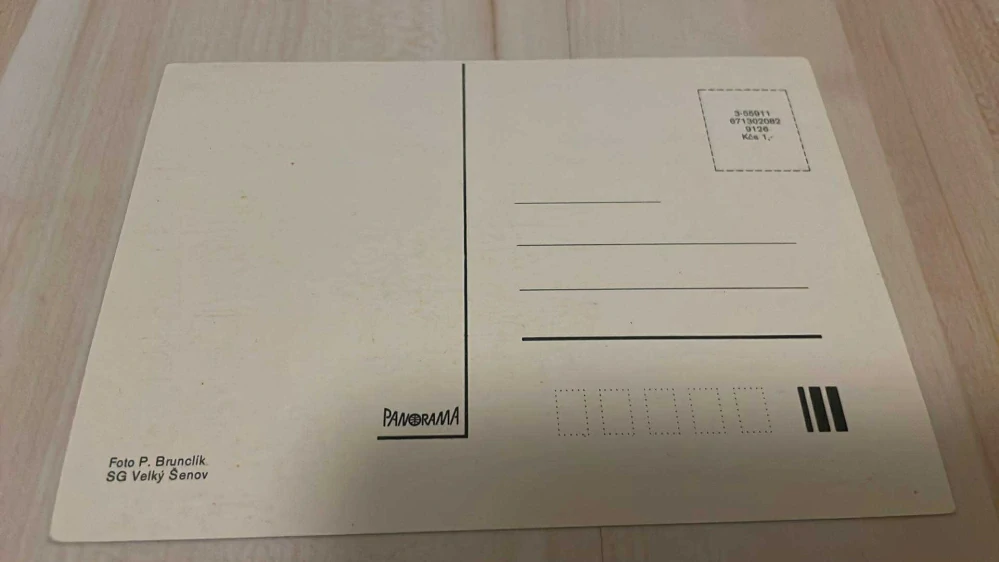 3-55911
671302082
9126
Kčs 1,-
PANORAMA
Foto P. Brunclík
SG Velký Šenov